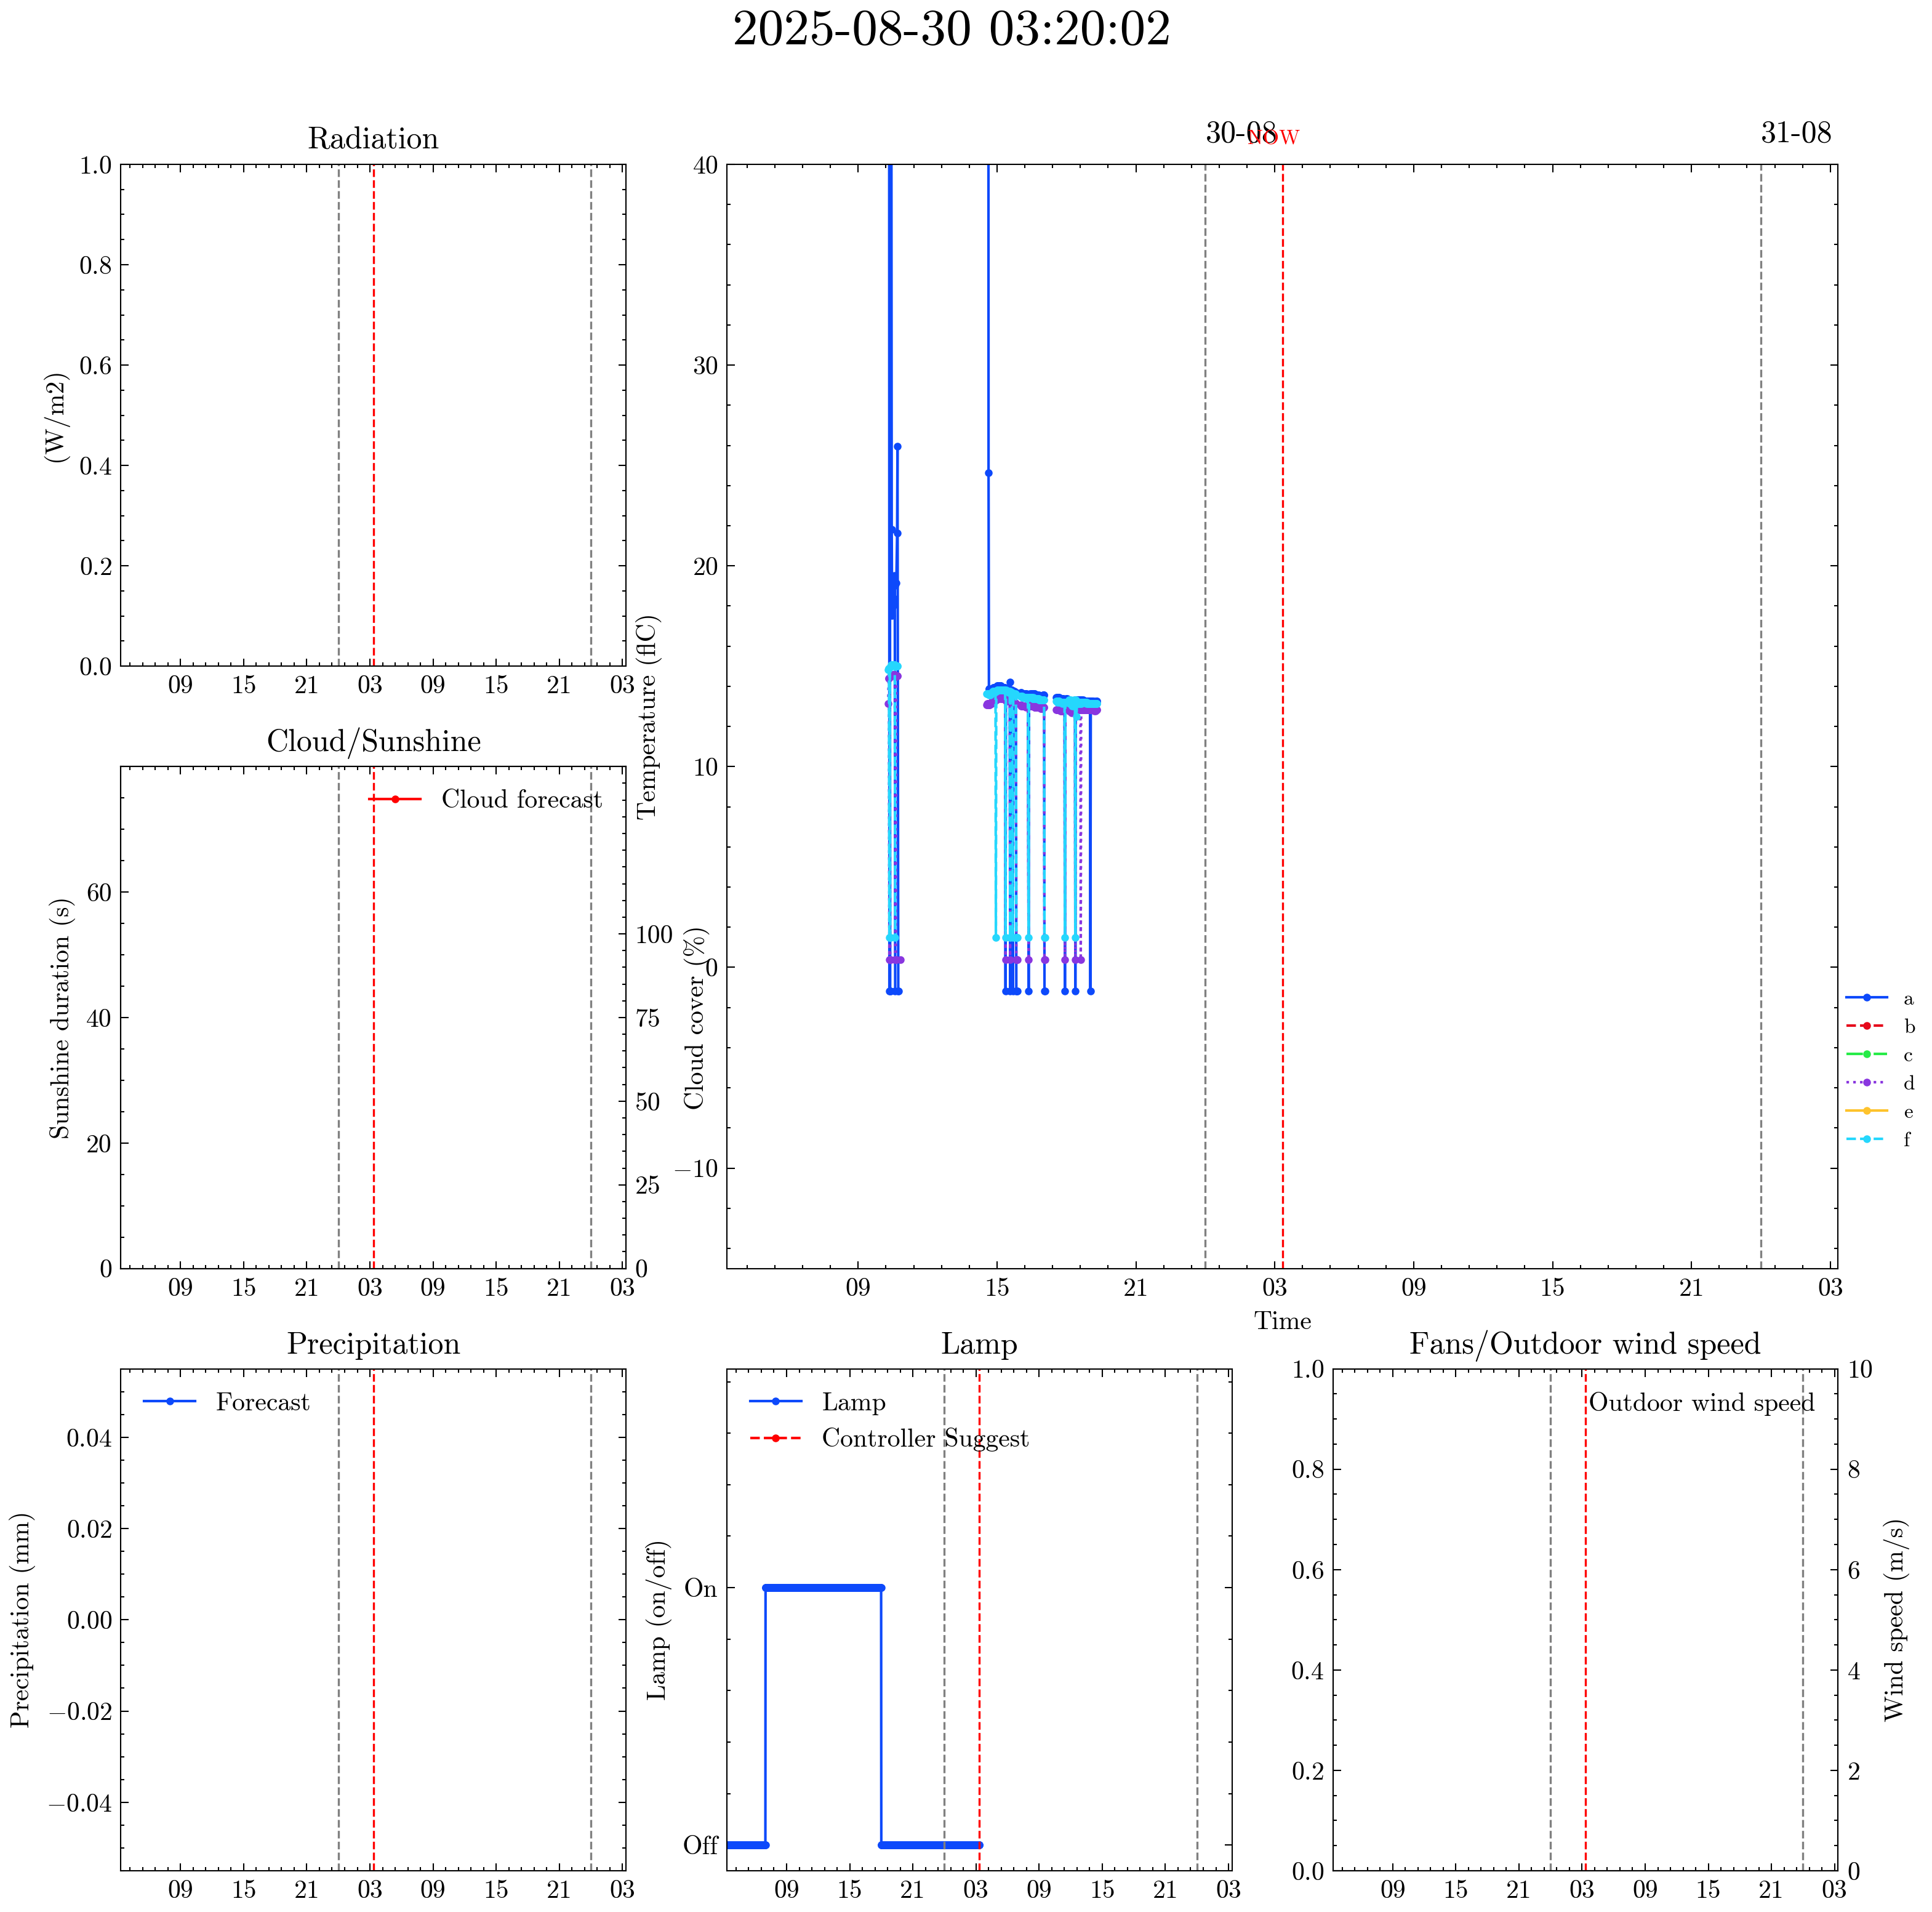 2025-08-30 03:20:02
Radiation
1.0
0.8
0.6
0.4
0.2
0.0
(W/m2)
09 15 21 03 09 15 21 03
30-08
NOW
31-08
40
30
20
10
0
−10
Temperature (flC)
09 15 21 03 09 15 21 03
Time
a
b
c
d
e
f
Cloud/Sunshine
Cloud forecast
60
40
20
0
Sunshine duration (s)
100
75
50
25
0
Cloud cover (%)
09 15 21 03 09 15 21 03
Precipitation
Forecast
0.04
0.02
0.00
−0.02
−0.04
Precipitation (mm)
09 15 21 03 09 15 21 03
Lamp
Lamp
Controller Suggest
On
Off
Lamp (on/off)
09 15 21 03 09 15 21 03
Fans/Outdoor wind speed
Outdoor wind speed
1.0
0.8
0.6
0.4
0.2
0.0
10
8
6
4
2
0
Wind speed (m/s)
09 15 21 03 09 15 21 03